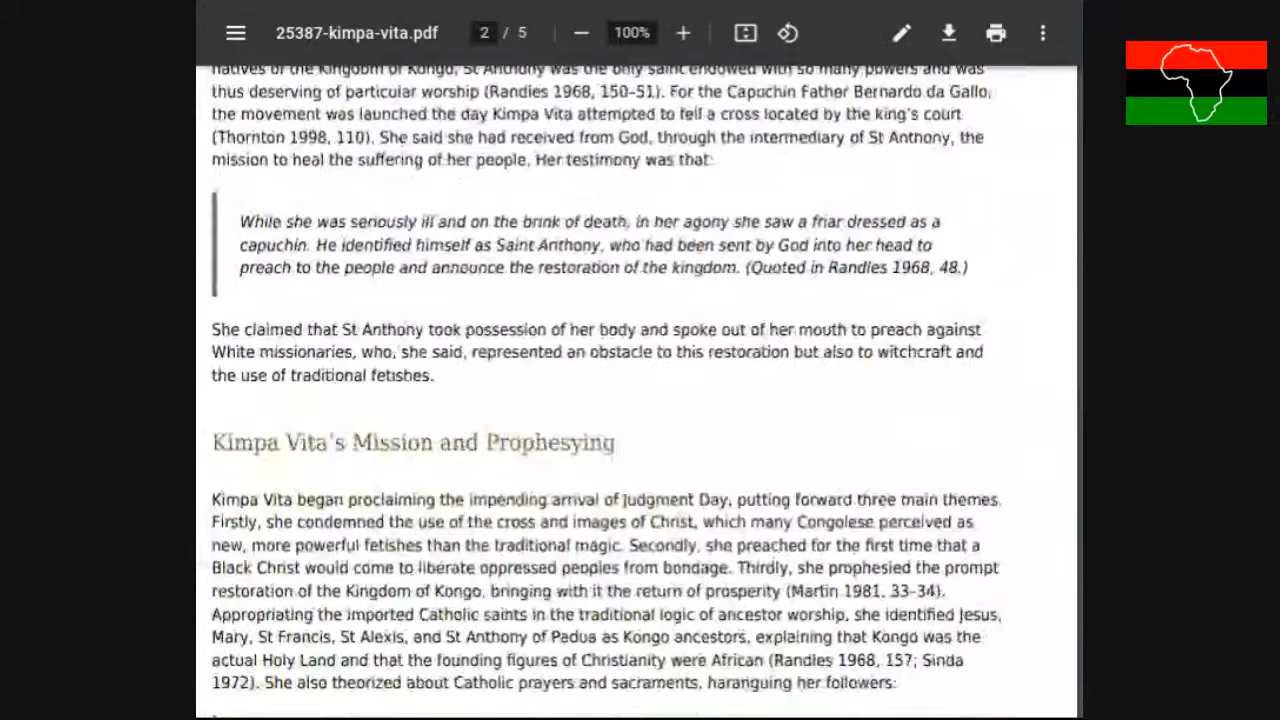 25387-kimpa-vita.pdf
2 / 5
100%
natives of the Kingdom of Kongo, St Anthony was the only saint endowed with so many powers and was
thus deserving of particular worship (Randles 1968, 150–51). For the Capuchin Father Bernardo da Gallo,
the movement was launched the day Kimpa Vita attempted to fell a cross located by the king's court
(Thornton 1998, 110). She said she had received from God, through the intermediary of St Anthony, the
mission to heal the suffering of her people. Her testimony was that:
While she was seriously ill and on the brink of death, in her agony she saw a friar dressed as a
capuchin. He identified himself as Saint Anthony, who had been sent by God into her head to
preach to the people and announce the restoration of the kingdom. (Quoted in Randles 1968, 48.)
She claimed that St Anthony took possession of her body and spoke out of her mouth to preach against
White missionaries, who, she said, represented an obstacle to this restoration but also to witchcraft and
the use of traditional fetishes.
Kimpa Vita's Mission and Prophesying
Kimpa Vita began proclaiming the impending arrival of Judgment Day, putting forward three main themes.
Firstly, she condemned the use of the cross and images of Christ, which many Congolese perceived as
new, more powerful fetishes than the traditional magic. Secondly, she preached for the first time that a
Black Christ would come to liberate oppressed peoples from bondage. Thirdly, she prophesied the prompt
restoration of the Kingdom of Kongo, bringing with it the return of prosperity (Martin 1981, 33–34).
Appropriating the imported Catholic saints in the traditional logic of ancestor worship, she identified Jesus,
Mary, St Francis, St Alexis, and St Anthony of Padua as Kongo ancestors, explaining that Kongo was the
actual Holy Land and that the founding figures of Christianity were African (Randles 1968, 157; Sinda
1972). She also theorized about Catholic prayers and sacraments, haranguing her followers: